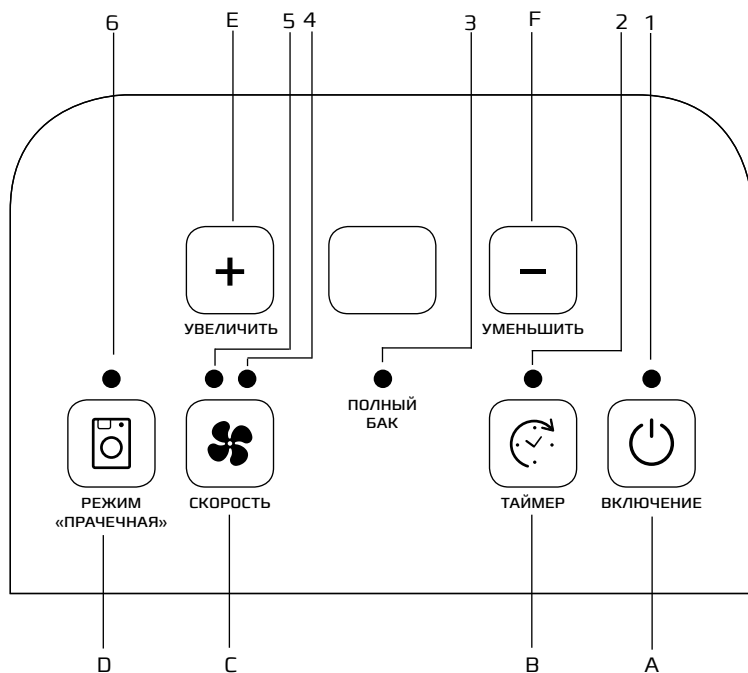 6 E 5 4 3 F 2 1
+ −
УВЕЛИЧИТЬ УМЕНЬШИТЬ
ПОЛНЫЙ
БАК
РЕЖИМ
«ПРАЧЕЧНАЯ»
СКОРОСТЬ
ТАЙМЕР
ВКЛЮЧЕНИЕ
D C B A